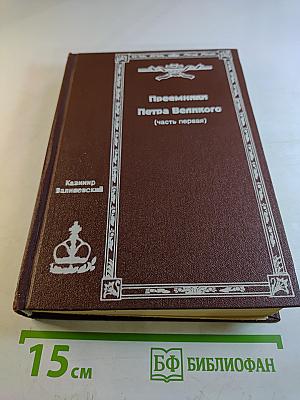 Преемники
Петра Великого
(часть первая)
Казимир
Валишевский
15 см
БФ БИБЛИОФАН